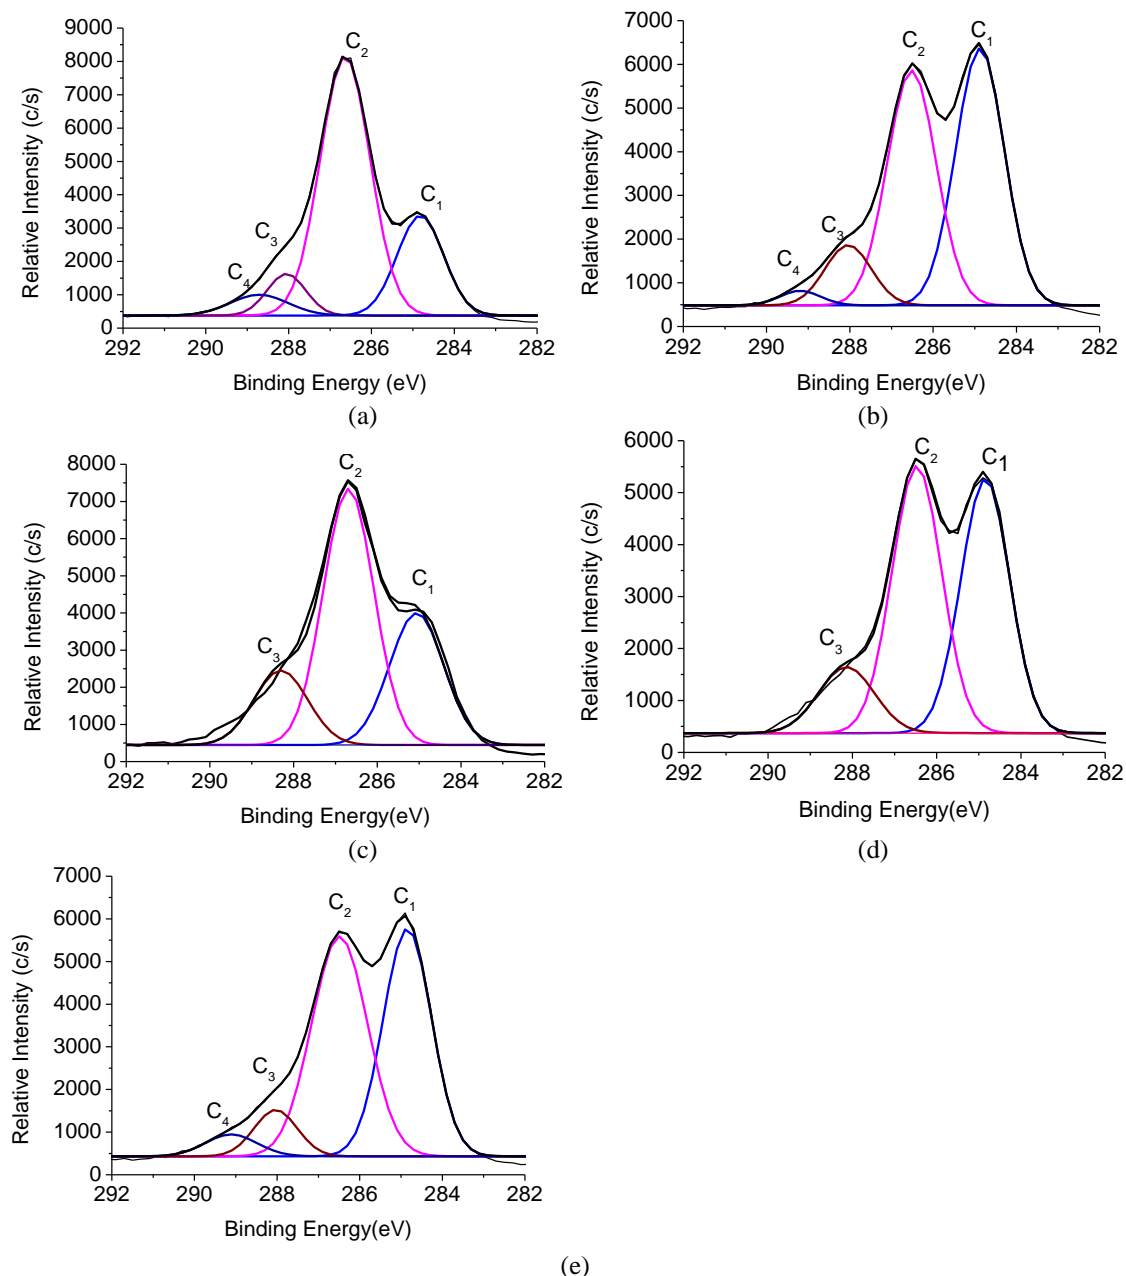 9000
8000
7000
6000
5000
4000
3000
2000
1000
0
Relative Intensity (c/s)
C2
C1
C3
C4
292 290 288 286 284 282
Binding Energy (eV)
(a)
7000
6000
5000
4000
3000
2000
1000
0
Relative Intensity (c/s)
C2
C1
C3
C4
292 290 288 286 284 282
Binding Energy(eV)
(b)
8000
7000
6000
5000
4000
3000
2000
1000
0
Relative Intensity (c/s)
C2
C1
C3
292 290 288 286 284 282
Binding Energy(eV)
(c)
6000
5000
4000
3000
2000
1000
0
Relative Intensity (c/s)
C2
C1
C3
292 290 288 286 284 282
Binding Energy(eV)
(d)
7000
6000
5000
4000
3000
2000
1000
0
Relative Intensity (c/s)
C2
C1
C3
C4
292 290 288 286 284 282
Binding Energy(eV)
(e)